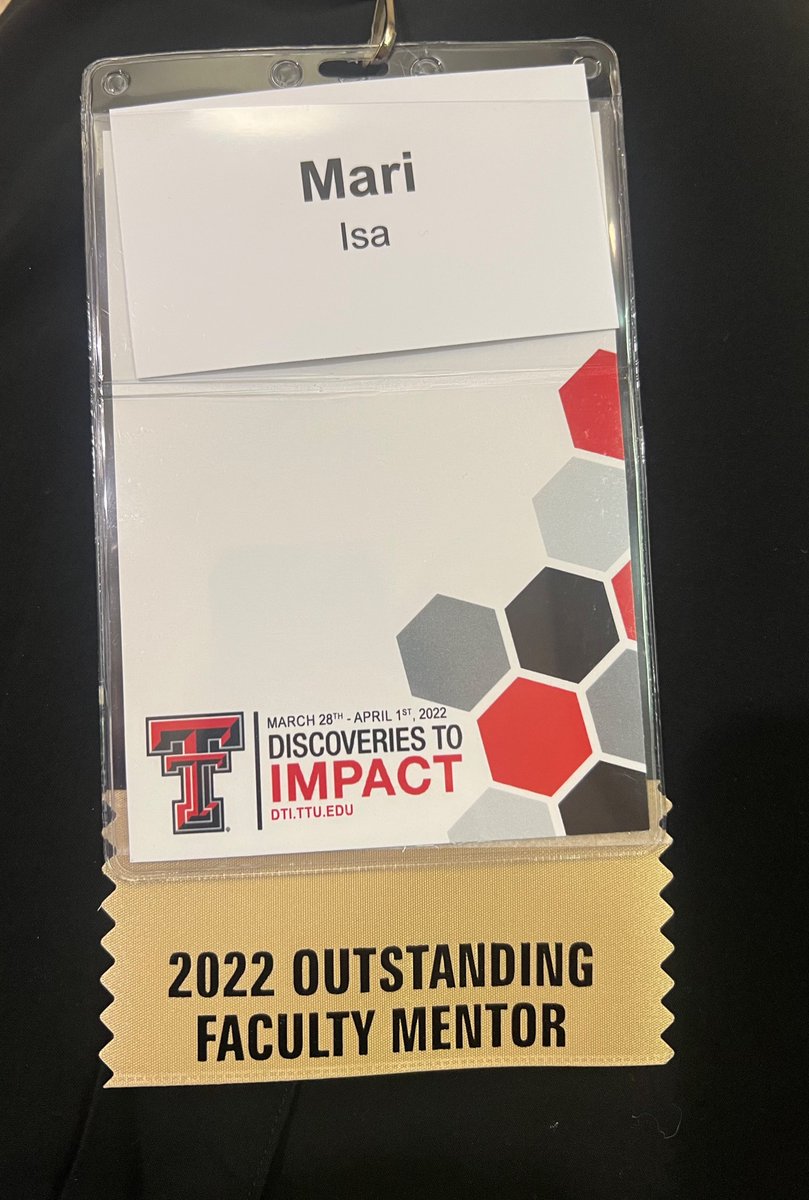 Mari
Isa
MARCH 28TH - APRIL 1ST, 2022
DISCOVERIES TO
IMPACT
DTI.TTU.EDU
2022 OUTSTANDING
FACULTY MENTOR